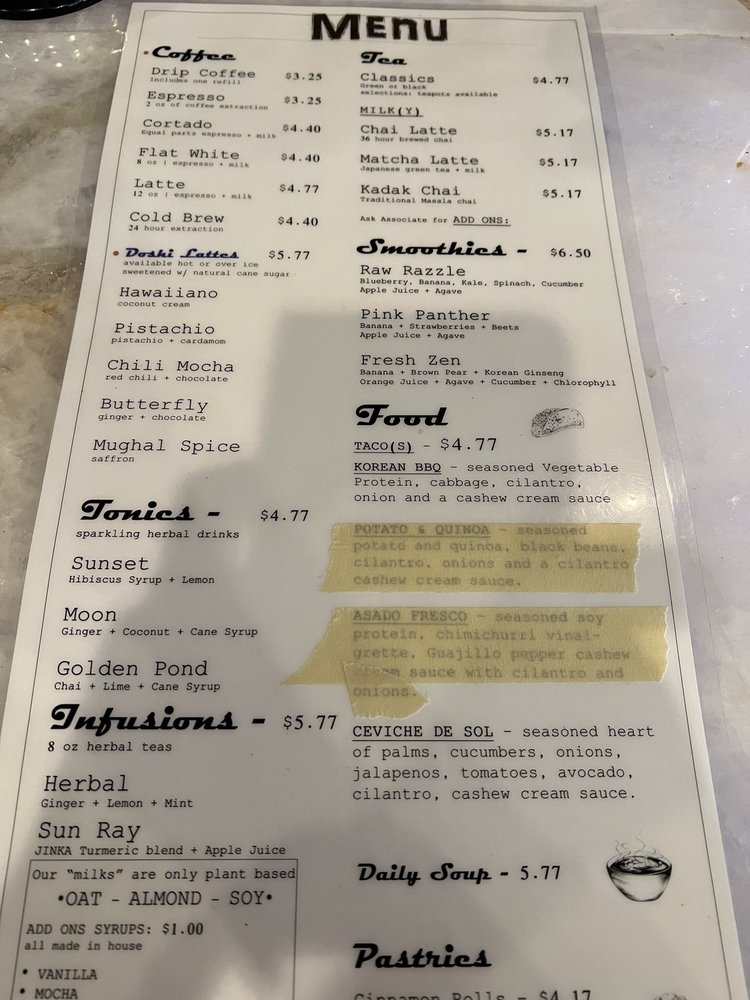 MENU
Coffee
Drip Coffee $3.25
includes one refill
Espresso $3.25
2 oz of coffee extraction
Cortado $4.40
Equal parts espresso + milk
Flat White $4.40
8 oz | espresso + milk
Latte $4.77
12 oz | espresso + milk
Cold Brew $4.40
24 hour extraction
Doshi Lattes $5.77
available hot or over ice
sweetened w/ natural cane sugar
Hawaiiano
coconut cream
Pistachio
pistachio + cardamom
Chili Mocha
red chili + chocolate
Butterfly
ginger + chocolate
Mughal Spice
saffron
Tonics - $4.77
sparkling herbal drinks
Sunset
Hibiscus Syrup + Lemon
Moon
Ginger + Coconut + Cane Syrup
Golden Pond
Chai + Lime + Cane Syrup
Infusions - $5.77
8 oz herbal teas
Herbal
Ginger + Lemon + Mint
Sun Ray
JINKA Turmeric blend + Apple Juice
Our "milks" are only plant based
•OAT - ALMOND - SOY•
ADD ONS SYRUPS: $1.00
all made in house
• VANILLA
• MOCHA
Tea
Classics $4.77
Green or black
selections: teapots available
MILK(Y)
Chai Latte $5.17
36 hour brewed chai
Matcha Latte $5.17
Japanese green tea + milk
Kadak Chai $5.17
Traditional Masala chai
Ask Associate for ADD ONS:
Smoothies - $6.50
Raw Razzle
Blueberry, Banana, Kale, Spinach, Cucumber
Apple Juice + Agave
Pink Panther
Banana + Strawberries + Beets
Apple Juice + Agave
Fresh Zen
Banana + Brown Pear + Korean Ginseng
Orange Juice + Agave + Cucumber + Chlorophyll
Food
TACO(S) - $4.77
KOREAN BBQ - seasoned Vegetable
Protein, cabbage, cilantro,
onion and a cashew cream sauce
POTATO & QUINOA - seasoned
potato and quinoa, black beans,
cilantro, onions and a cilantro
cashew cream sauce.
ASADO FRESCO - seasoned soy
protein, chimichurri vinai-
grette, Guajillo pepper cashew
cream sauce with cilantro and
onions.
CEVICHE DE SOL - seasoned heart
of palms, cucumbers, onions,
jalapenos, tomatoes, avocado,
cilantro, cashew cream sauce.
Daily Soup - 5.77
Pastries
Cinnamon Rolls - $4.17